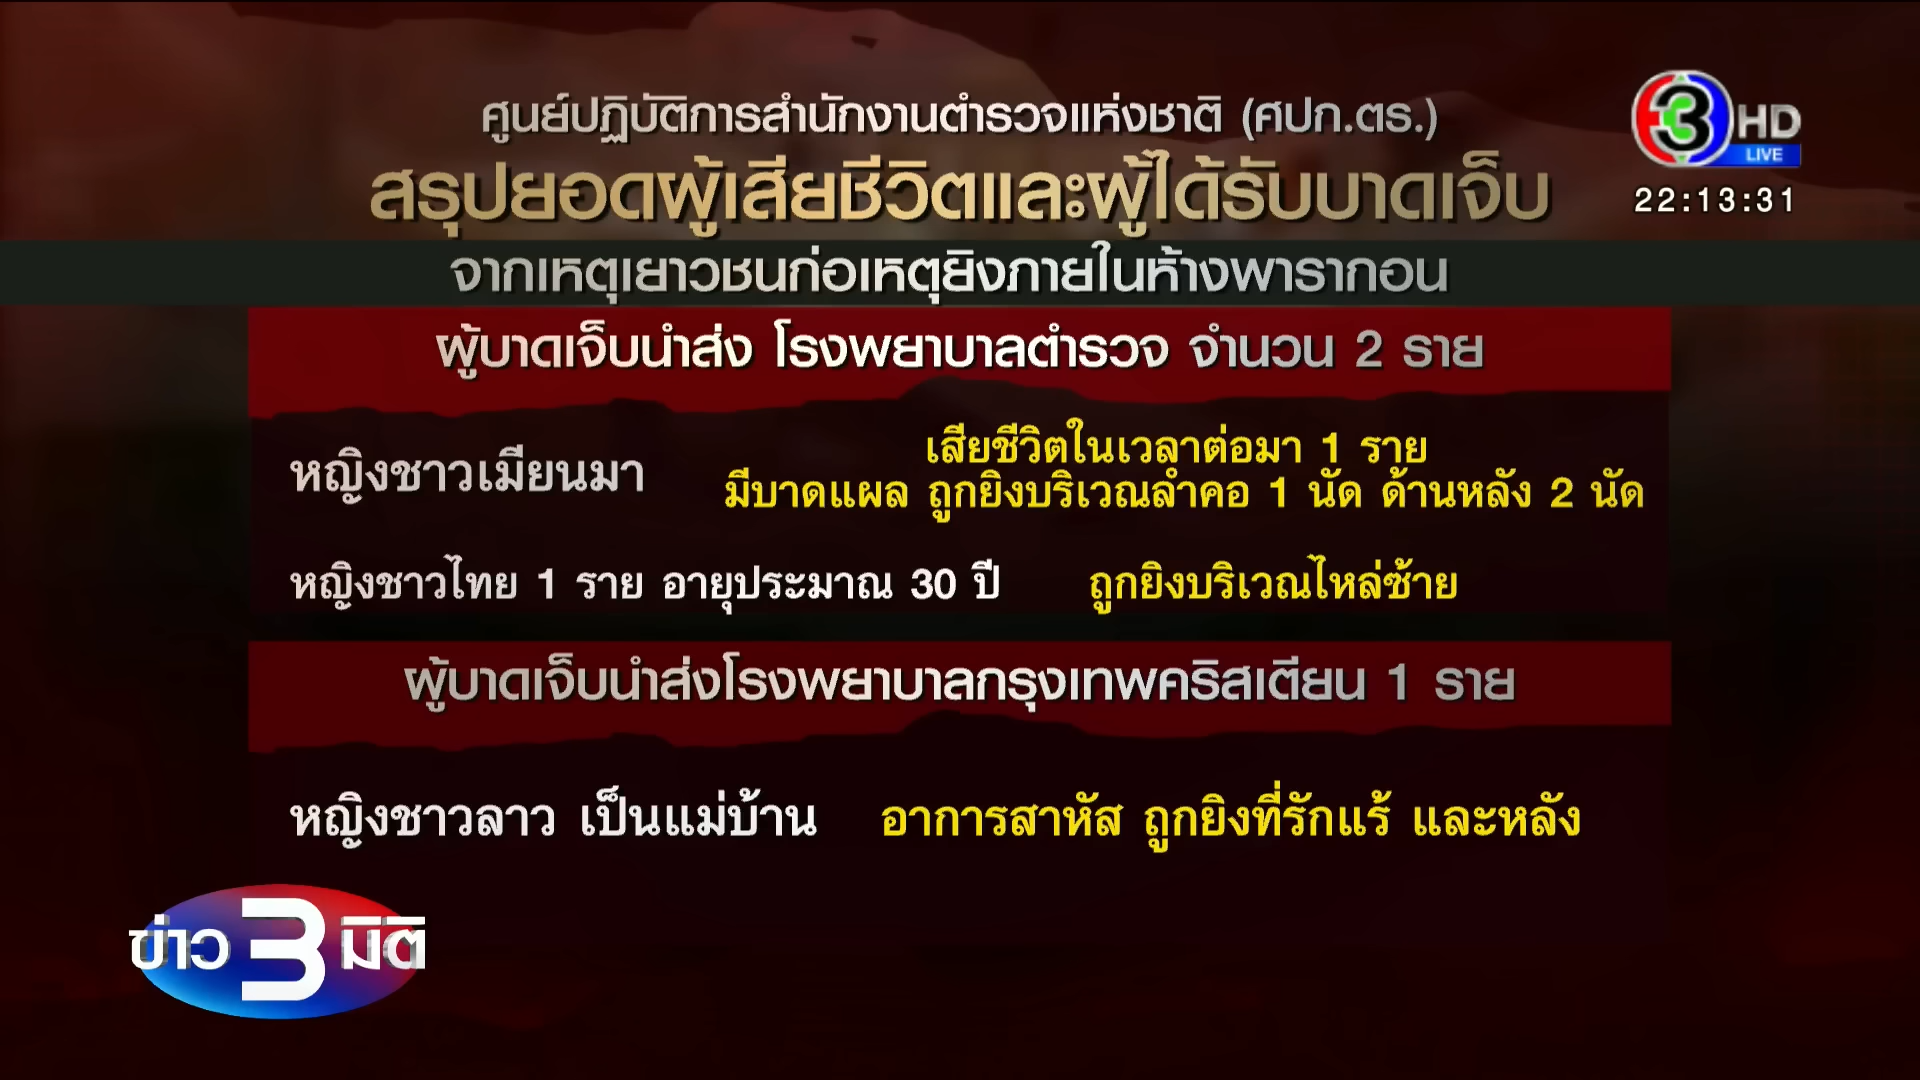 ศูนย์ปฏิบัติการสำนักงานตำรวจแห่งชาติ (ศปก.ตร.)
3 HD
LIVE
สรุปยอดผู้เสียชีวิตและผู้ได้รับบาดเจ็บ
22:13:31
จากเหตุเยาวชนก่อเหตุยิงภายในห้างพารากอน
ผู้บาดเจ็บนำส่ง โรงพยาบาลตำรวจ จำนวน 2 ราย
หญิงชาวเมียนมา
เสียชีวิตในเวลาต่อมา 1 ราย
มีบาดแผล ถูกยิงบริเวณลำคอ 1 นัด ด้านหลัง 2 นัด
หญิงชาวไทย 1 ราย อายุประมาณ 30 ปี ถูกยิงบริเวณไหล่ซ้าย
ผู้บาดเจ็บนำส่งโรงพยาบาลกรุงเทพคริสเตียน 1 ราย
หญิงชาวลาว เป็นแม่บ้าน อาการสาหัส ถูกยิงที่รักแร้ และหลัง
ข่าว 3 มิติ